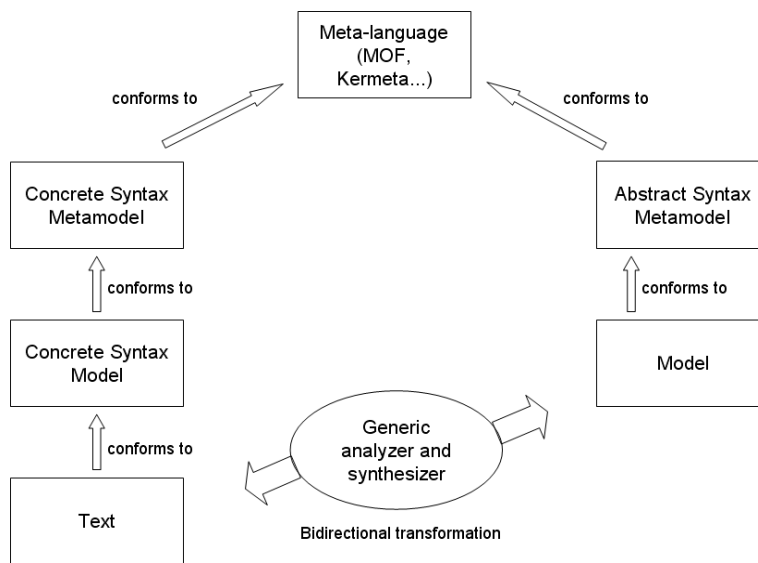 Meta-language
(MOF,
Kermeta...)
conforms to
conforms to
Concrete Syntax
Metamodel
Abstract Syntax
Metamodel
conforms to
conforms to
Concrete Syntax
Model
Model
Generic
analyzer and
synthesizer
conforms to
Text
Bidirectional transformation